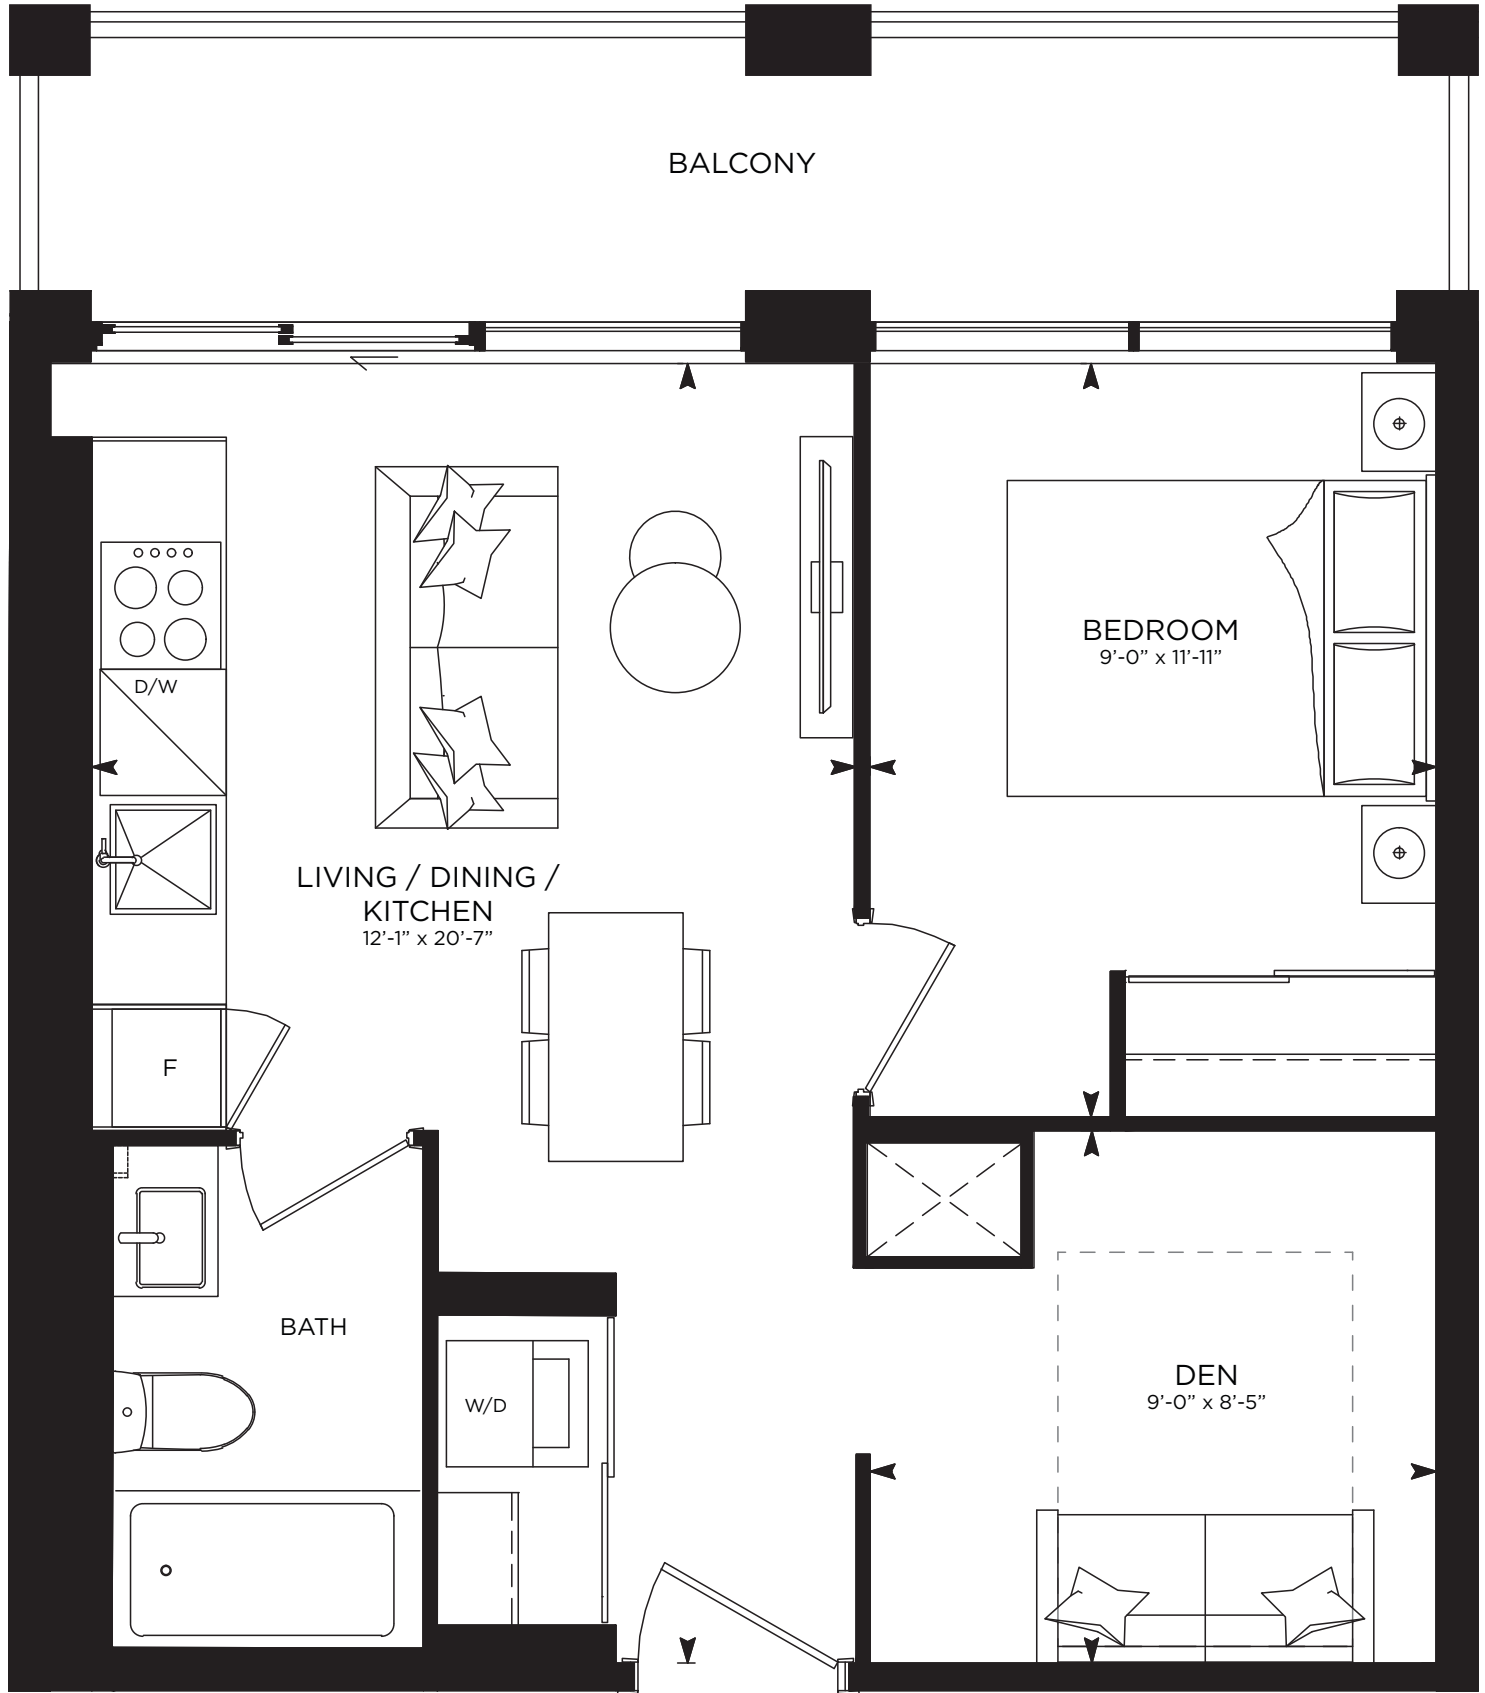 BALCONY
BEDROOM
9’-0” x 11’-11”
D/W
LIVING / DINING /
KITCHEN
12’-1” x 20’-7”
F
BATH
DEN
9’-0” x 8’-5”
W/D